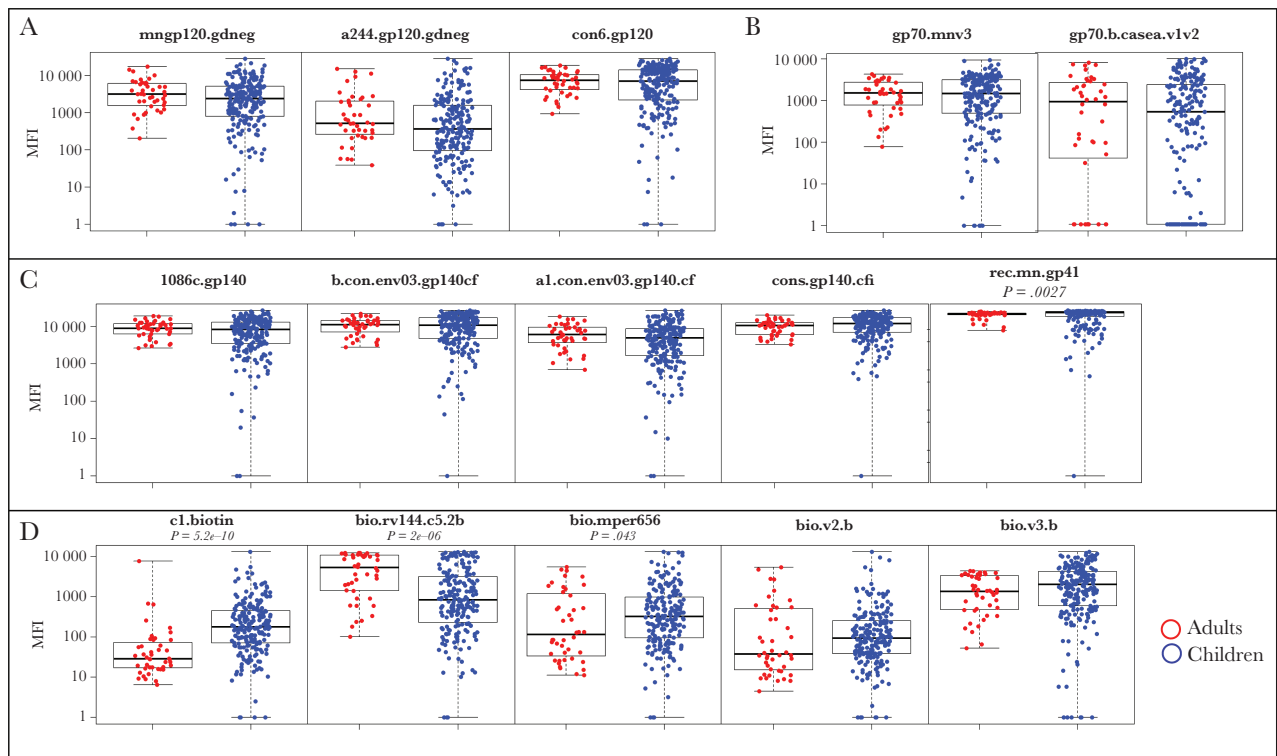 A
mngp120.gdneg a244.gp120.gdneg con6.gp120
10 000
1000
100
10
1
MFI
B
gp70.mnv3 gp70.b.casea.v1v2
10 000
1000
100
10
1
MFI
C
1086c.gp140 b.con.env03.gp140cf a1.con.env03.gp140.cf cons.gp140.cfi rec.mn.gp41
P = .0027
10 000
1000
100
10
1
MFI
D
c1.biotin bio.rv144.c5.2b bio.mper656 bio.v2.b bio.v3.b
P = 5.2e–10 P = 2e–06 P = .043
10 000
1000
100
10
1
MFI
Adults
Children